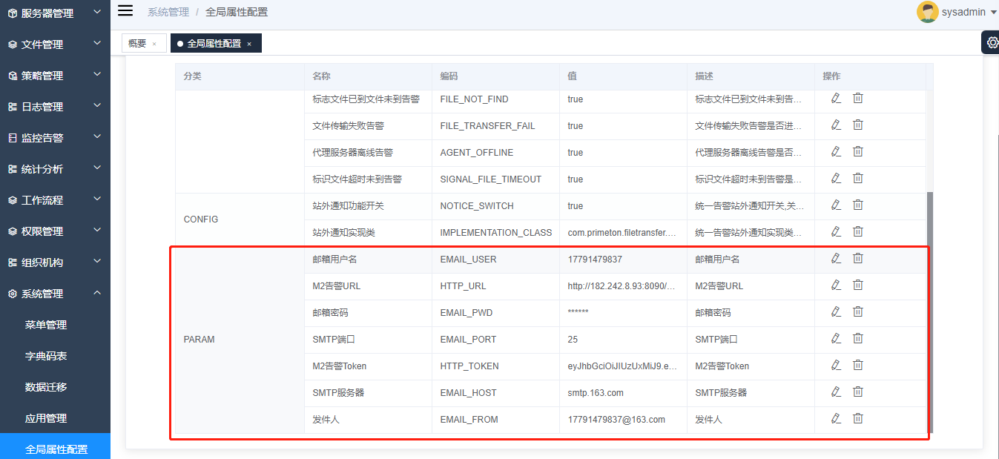 服务器管理
文件管理
策略管理
日志管理
监控告警
统计分析
工作流程
权限管理
组织机构
系统管理
菜单管理
字典码表
数据迁移
应用管理
全局属性配置
系统管理 / 全局属性配置
sysadmin
概要 × 全局属性配置 ×
分类 名称 编码 值 描述 操作
标志文件已到文件未到告警 FILE_NOT_FIND true 标志文件已到文件未到告...
文件传输失败告警 FILE_TRANSFER_FAIL true 文件传输失败告警是否进...
代理服务器离线告警 AGENT_OFFLINE true 代理服务器离线告警是否...
标识文件超时未到告警 SIGNAL_FILE_TIMEOUT true 标识文件超时未到告警是...
CONFIG
站外通知功能开关 NOTICE_SWITCH true 统一告警站外通知开关,关...
站外通知实现类 IMPLEMENTATION_CLASS com.primeton.filetransfer.... 统一告警站外通知实现类...
PARAM
邮箱用户名 EMAIL_USER 17791479837 邮箱用户名
M2告警URL HTTP_URL http://182.242.8.93:8090/... M2告警URL
邮箱密码 EMAIL_PWD ****** 邮箱密码
SMTP端口 EMAIL_PORT 25 SMTP端口
M2告警Token HTTP_TOKEN eyJhbGciOiJIUzUxMiJ9.e... M2告警Token
SMTP服务器 EMAIL_HOST smtp.163.com SMTP服务器
发件人 EMAIL_FROM 17791479837@163.com 发件人